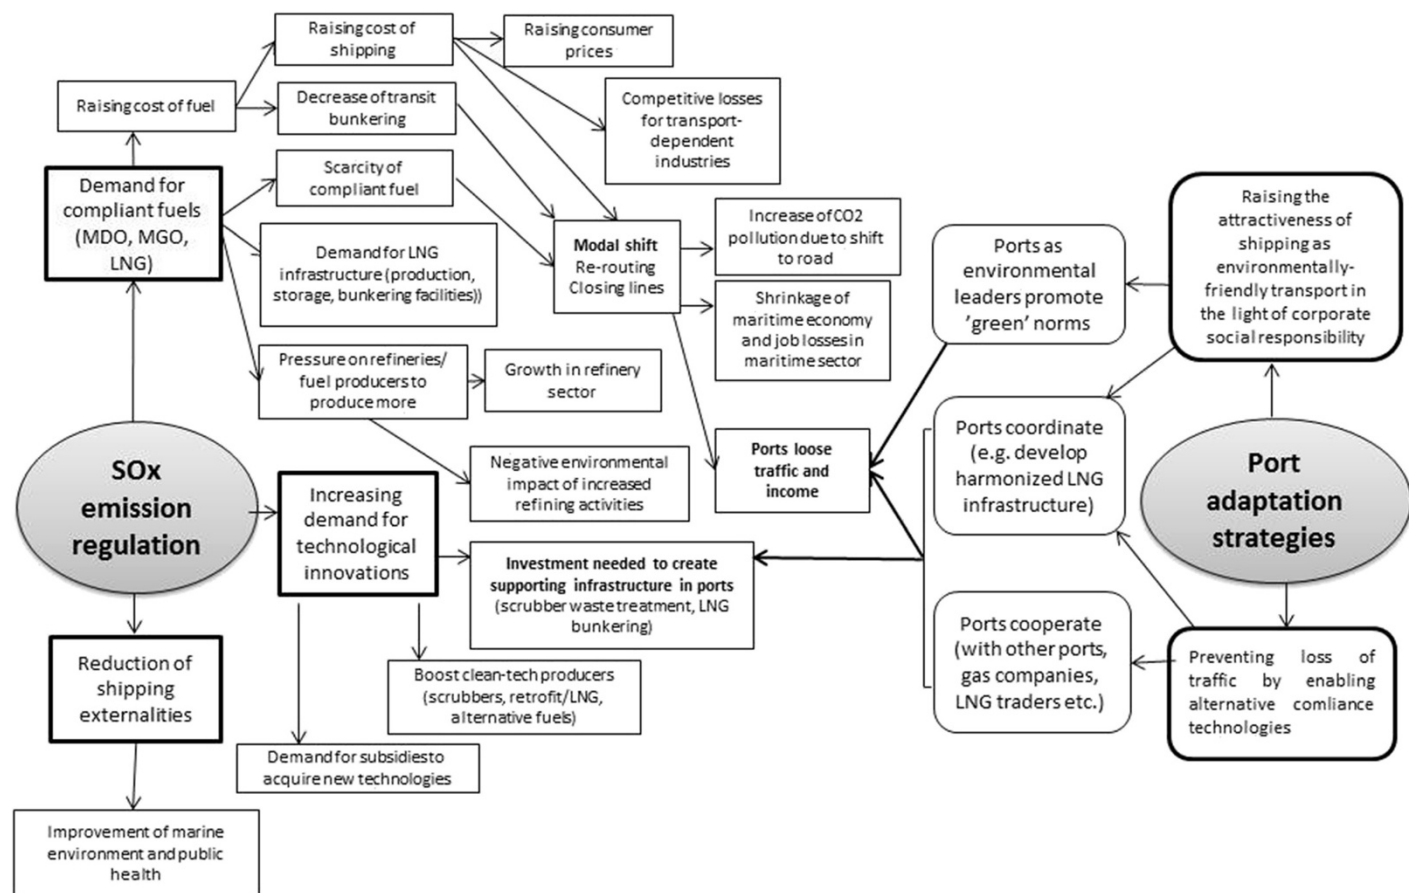 Raising cost of
shipping
Raising consumer
prices
Raising cost of fuel
Decrease of transit
bunkering
Competitive losses
for transport-
dependent
industries
Demand for
compliant fuels
(MDO, MGO,
LNG)
Scarcity of
compliant fuel
Demand for LNG
infrastructure (production,
storage, bunkering facilities))
Modal shift
Re-routing
Closing lines
Increase of CO2
pollution due to shift
to road
Shrinkage of
maritime economy
and job losses in
maritime sector
Pressure on refineries/
fuel producers to
produce more
Growth in refinery
sector
Negative environmental
impact of increased
refining activities
Ports loose
traffic and
income
SOx
emission
regulation
Increasing
demand for
technological
innovations
Investment needed to create
supporting infrastructure in ports
(scrubber waste treatment, LNG
bunkering)
Boost clean-tech producers
(scrubbers, retrofit/LNG,
alternative fuels)
Demand for subsidies to
acquire new technologies
Reduction of
shipping
externalities
Improvement of marine
environment and public
health
Ports as
environmental
leaders promote
’green’ norms
Ports coordinate
(e.g. develop
harmonized LNG
infrastructure)
Ports cooperate
(with other ports,
gas companies,
LNG traders etc.)
Raising the
attractiveness of
shipping as
environmentally-
friendly transport in
the light of corporate
social responsibility
Port
adaptation
strategies
Preventing loss of
traffic by enabling
alternative comliance
technologies